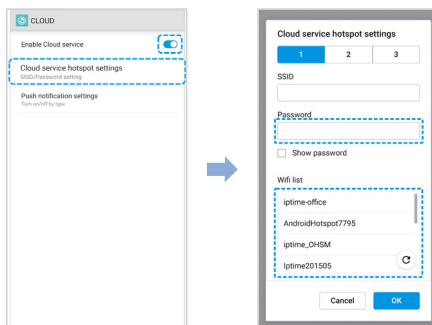 CLOUD
Enable Cloud service
Cloud service hotspot settings
SSID/Password setting
Push notification settings
Turn on/off by type
Cloud service hotspot settings
1 2 3
SSID
Password
Show password
Wifi list
iptime-office
AndroidHotspot7795
iptime_OHSM
Iptime201505
Cancel OK